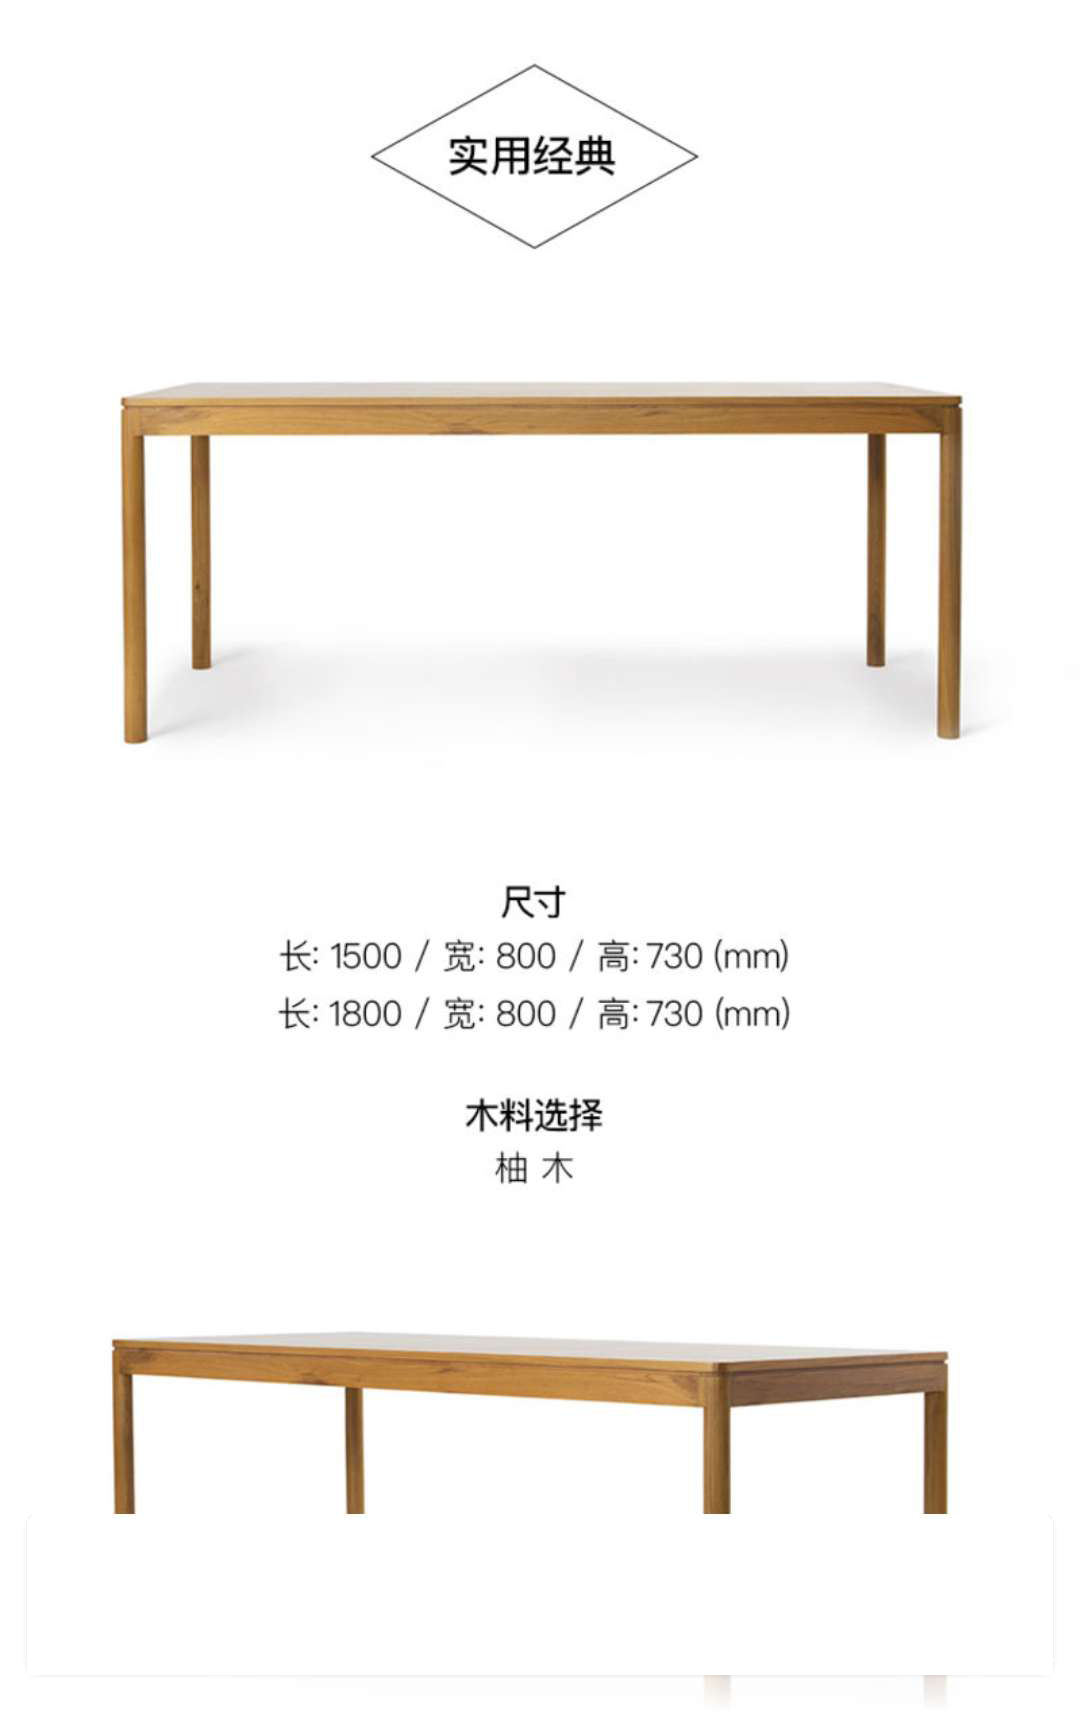 实用经典
尺寸
长: 1500 / 宽: 800 / 高: 730 (mm)
长: 1800 / 宽: 800 / 高: 730 (mm)
木料选择
柚木